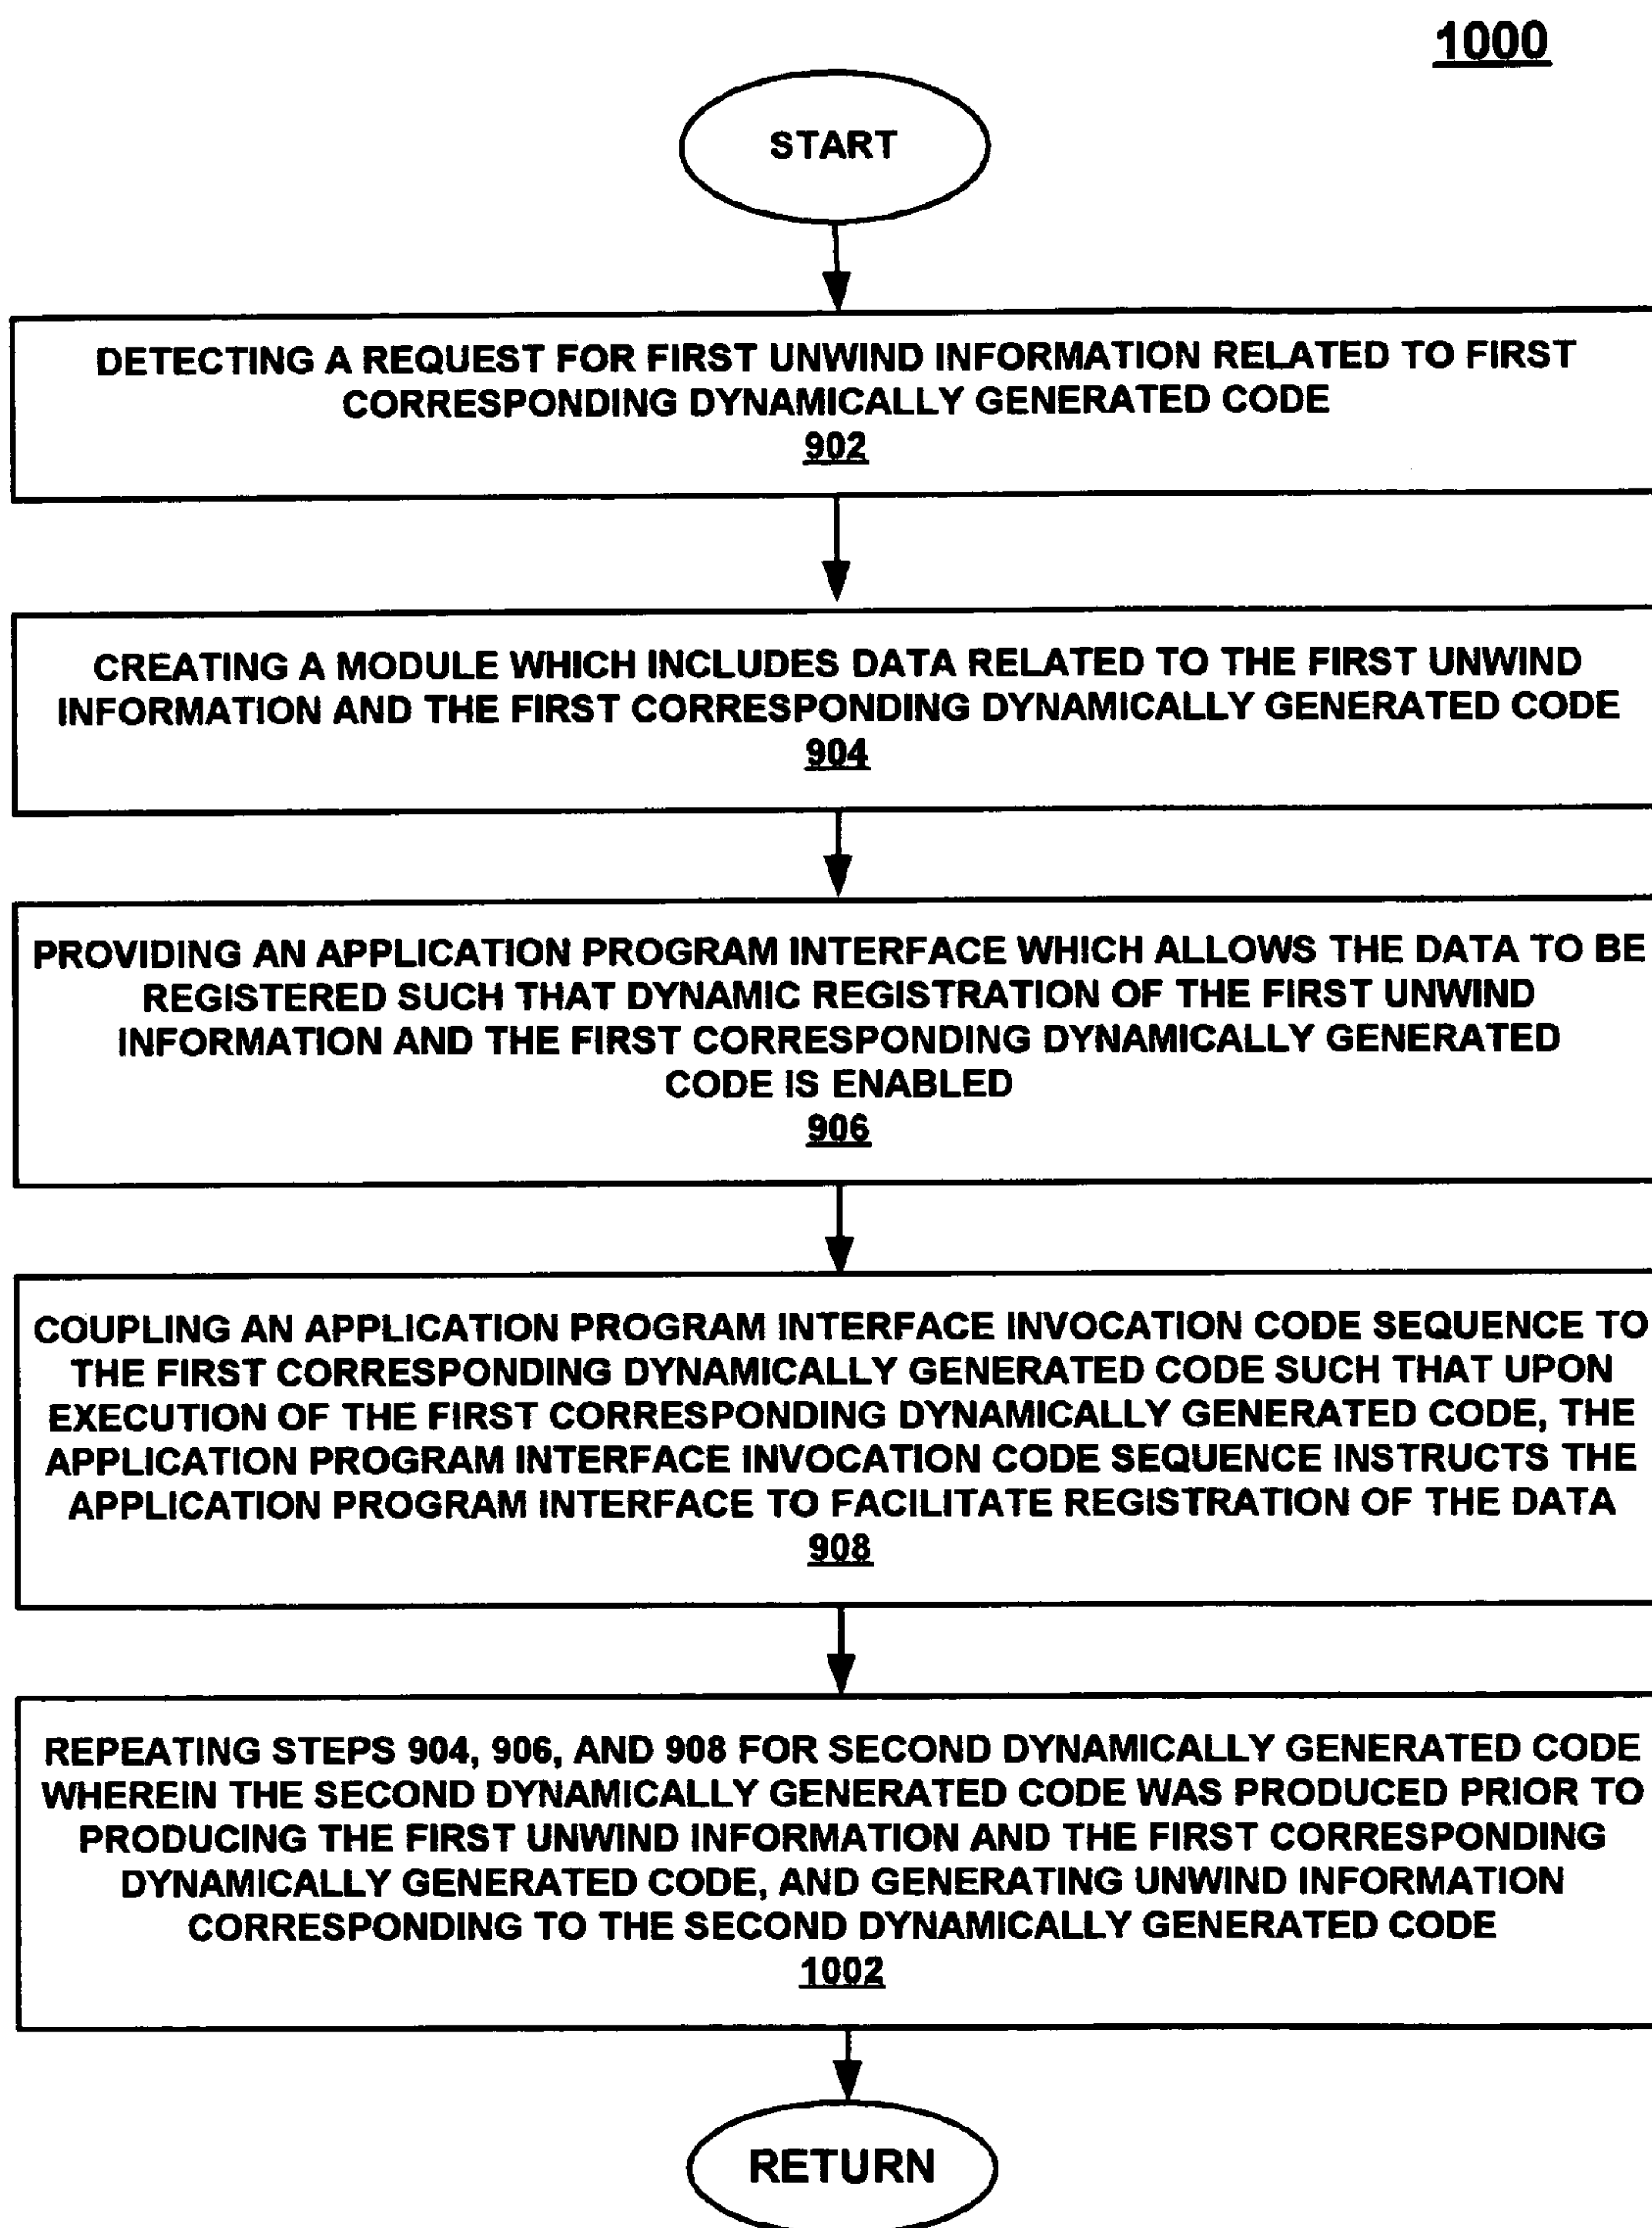 1000
START
DETECTING A REQUEST FOR FIRST UNWIND INFORMATION RELATED TO FIRST
CORRESPONDING DYNAMICALLY GENERATED CODE
902
CREATING A MODULE WHICH INCLUDES DATA RELATED TO THE FIRST UNWIND
INFORMATION AND THE FIRST CORRESPONDING DYNAMICALLY GENERATED CODE
904
PROVIDING AN APPLICATION PROGRAM INTERFACE WHICH ALLOWS THE DATA TO BE
REGISTERED SUCH THAT DYNAMIC REGISTRATION OF THE FIRST UNWIND
INFORMATION AND THE FIRST CORRESPONDING DYNAMICALLY GENERATED
CODE IS ENABLED
906
COUPLING AN APPLICATION PROGRAM INTERFACE INVOCATION CODE SEQUENCE TO
THE FIRST CORRESPONDING DYNAMICALLY GENERATED CODE SUCH THAT UPON
EXECUTION OF THE FIRST CORRESPONDING DYNAMICALLY GENERATED CODE, THE
APPLICATION PROGRAM INTERFACE INVOCATION CODE SEQUENCE INSTRUCTS THE
APPLICATION PROGRAM INTERFACE TO FACILITATE REGISTRATION OF THE DATA
908
REPEATING STEPS 904, 906, AND 908 FOR SECOND DYNAMICALLY GENERATED CODE
WHEREIN THE SECOND DYNAMICALLY GENERATED CODE WAS PRODUCED PRIOR TO
PRODUCING THE FIRST UNWIND INFORMATION AND THE FIRST CORRESPONDING
DYNAMICALLY GENERATED CODE, AND GENERATING UNWIND INFORMATION
CORRESPONDING TO THE SECOND DYNAMICALLY GENERATED CODE
1002
RETURN